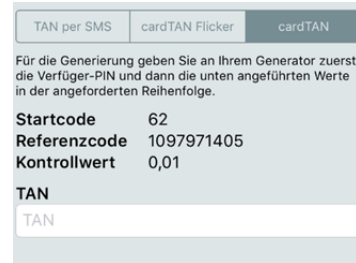 TAN per SMS cardTAN Flicker cardTAN
Für die Generierung geben Sie an Ihrem Generator zuerst
die Verfüger-PIN und dann die unten angeführten Werte
in der angeforderten Reihenfolge.
Startcode 62
Referenzcode 1097971405
Kontrollwert 0,01
TAN
TAN